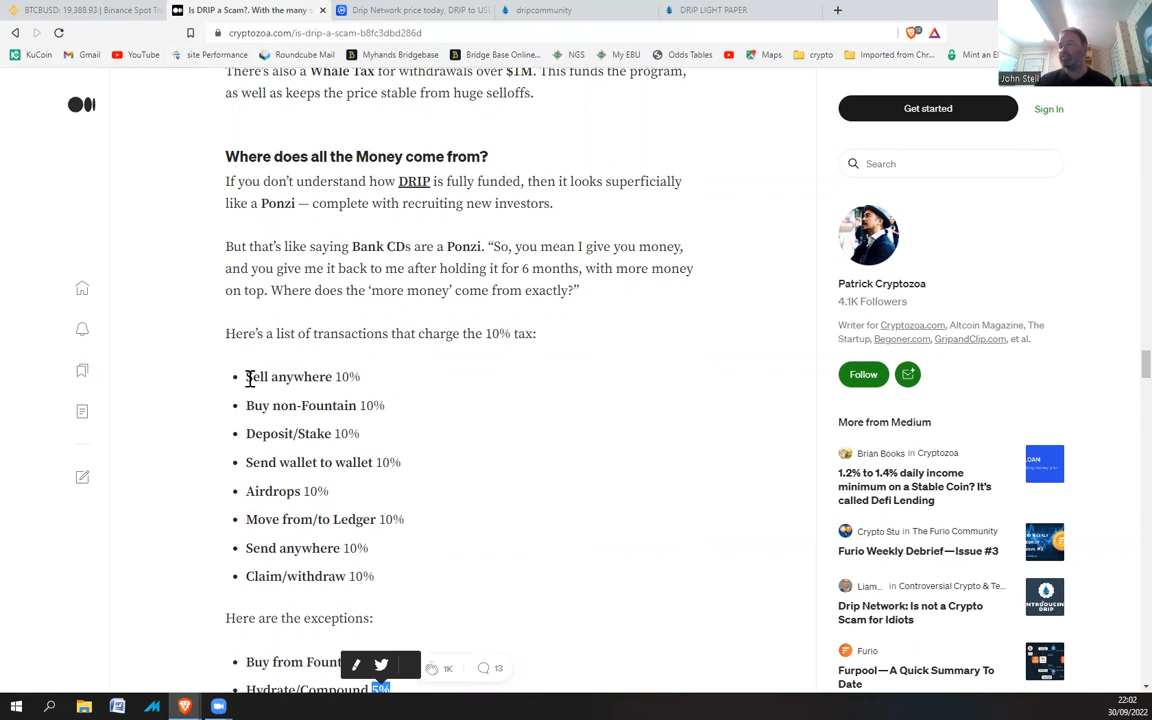 BTCBUSD: 19,388.93 | Binance Spot Tra
Is DRIP a Scam?. With the many s
Drip Network price today, DRIP to US
dripcommunity
DRIP LIGHT PAPER
cryptozoa.com/is-drip-a-scam-b8fc3dbd286d
KuCoin
Gmail
YouTube
site Performance
Roundcube Mail
Myhands Bridgebase
Bridge Base Online...
NGS
My EBU
Odds Tables
Maps
crypto
Imported from Chr...
Mint an E
John Stell
There's also a Whale Tax for withdrawals over $1M. This funds the program,
as well as keeps the price stable from huge selloffs.
Where does all the Money come from?
If you don't understand how DRIP is fully funded, then it looks superficially
like a Ponzi — complete with recruiting new investors.
But that's like saying Bank CDs are a Ponzi. “So, you mean I give you money,
and you give me it back to me after holding it for 6 months, with more money
on top. Where does the ‘more money’ come from exactly?”
Here's a list of transactions that charge the 10% tax:
• Sell anywhere 10%
• Buy non-Fountain 10%
• Deposit/Stake 10%
• Send wallet to wallet 10%
• Airdrops 10%
• Move from/to Ledger 10%
• Send anywhere 10%
• Claim/withdraw 10%
Here are the exceptions:
• Buy from Fount
• Hydrate/Compound 5%
1K
13
Get started
Sign In
Search
Patrick Cryptozoa
4.1K Followers
Writer for Cryptozoa.com, Altcoin Magazine, The
Startup, Begoner.com, GripandClip.com, et al.
Follow
More from Medium
Brian Books in Cryptozoa
1.2% to 1.4% daily income
minimum on a Stable Coin? It's
called Defi Lending
Crypto Stu in The Furio Community
Furio Weekly Debrief — Issue #3
Liam... in Controversial Crypto & Te...
Drip Network: Is not a Crypto
Scam for Idiots
Furio
Furpool — A Quick Summary To
Date
22:02
30/09/2022